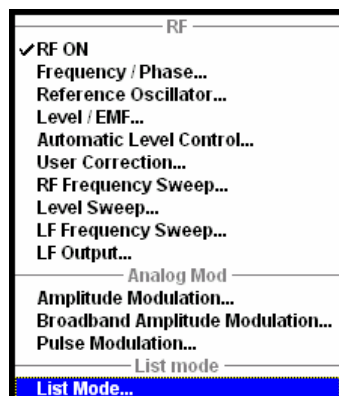 RF
RF ON
Frequency / Phase...
Reference Oscillator...
Level / EMF...
Automatic Level Control...
User Correction...
RF Frequency Sweep...
Level Sweep...
LF Frequency Sweep...
LF Output...
Analog Mod
Amplitude Modulation...
Broadband Amplitude Modulation...
Pulse Modulation...
List mode
List Mode...